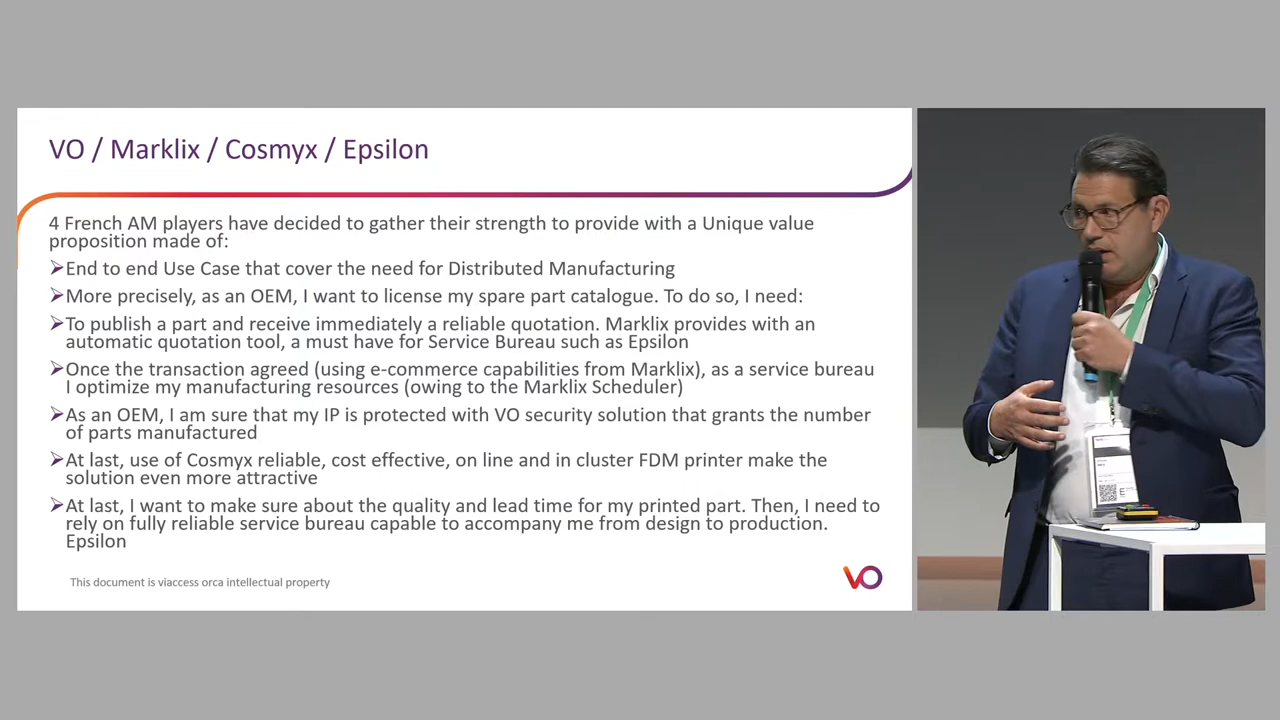 VO / Marklix / Cosmyx / Epsilon
4 French AM players have decided to gather their strength to provide with a Unique value
proposition made of:
➢End to end Use Case that cover the need for Distributed Manufacturing
➢More precisely, as an OEM, I want to license my spare part catalogue. To do so, I need:
➢To publish a part and receive immediately a reliable quotation. Marklix provides with an
automatic quotation tool, a must have for Service Bureau such as Epsilon
➢Once the transaction agreed (using e-commerce capabilities from Marklix), as a service bureau
I optimize my manufacturing resources (owing to the Marklix Scheduler)
➢As an OEM, I am sure that my IP is protected with VO security solution that grants the number
of parts manufactured
➢At last, use of Cosmyx reliable, cost effective, on line and in cluster FDM printer make the
solution even more attractive
➢At last, I want to make sure about the quality and lead time for my printed part. Then, I need to
rely on fully reliable service bureau capable to accompany me from design to production.
Epsilon
This document is viaccess orca intellectual property
VO